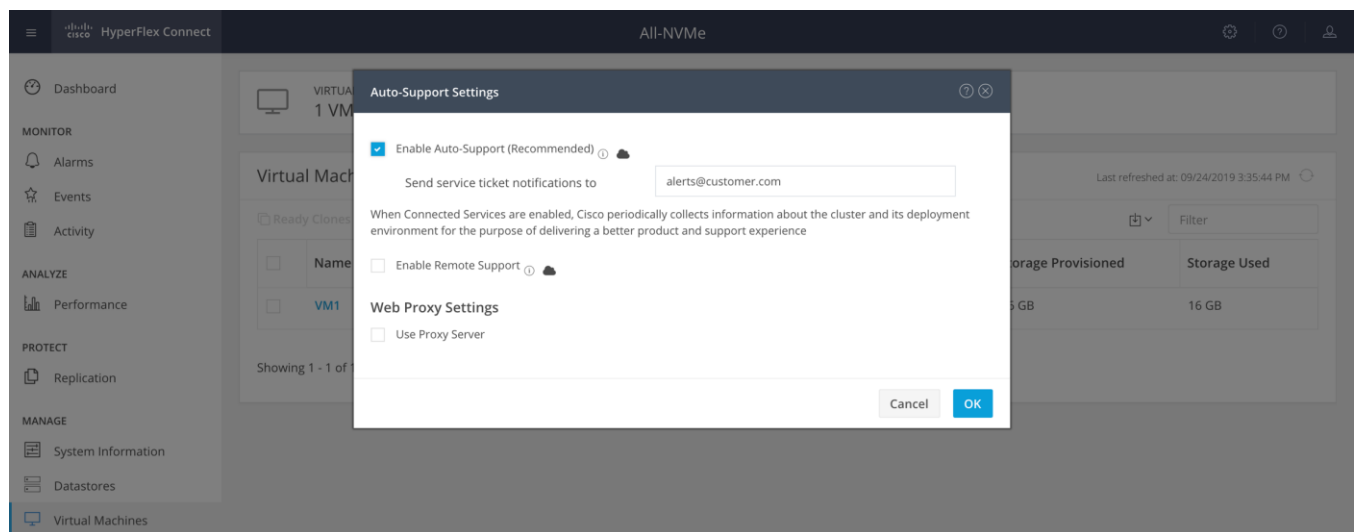 cisco HyperFlex Connect
All-NVMe
Dashboard
MONITOR
Alarms
Events
Activity
ANALYZE
Performance
PROTECT
Replication
MANAGE
System Information
Datastores
Virtual Machines
VIRTUA
1 VM
Virtual Mach
Last refreshed at: 09/24/2019 3:35:44 PM
Ready Clones
Filter
Name
orage Provisioned
Storage Used
VM1
GB
16 GB
Showing 1 - 1 of 1
Auto-Support Settings
Enable Auto-Support (Recommended)
Send service ticket notifications to
alerts@customer.com
When Connected Services are enabled, Cisco periodically collects information about the cluster and its deployment
environment for the purpose of delivering a better product and support experience
Enable Remote Support
Web Proxy Settings
Use Proxy Server
Cancel
OK